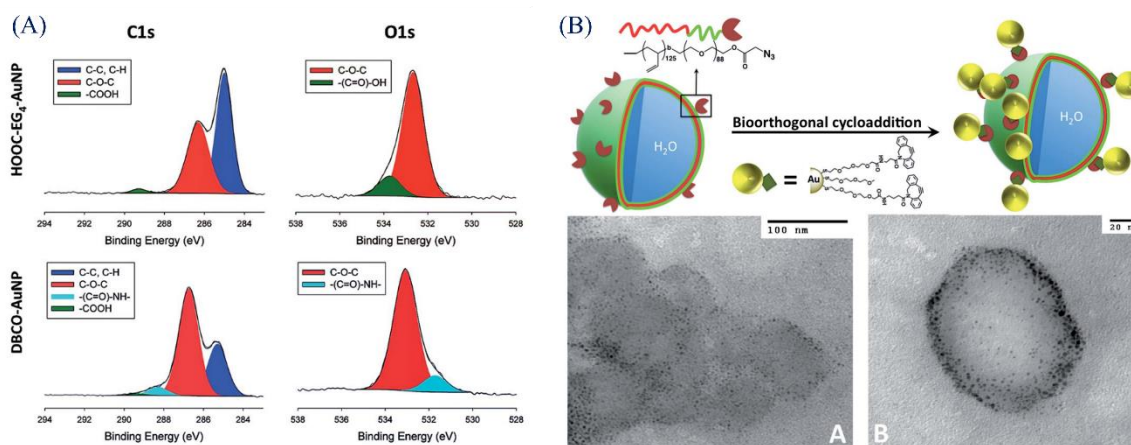 (A)
C1s
O1s
HOOC-EG4-AuNP
C-C, C-H
C-O-C
-COOH
C-O-C
-(C=O)-OH
294 292 290 288 286 284
Binding Energy (eV)
538 536 534 532 530 528
Binding Energy (eV)
DBCO-AuNP
C-C, C-H
C-O-C
-(C=O)-NH-
-COOH
C-O-C
-(C=O)-NH-
294 292 290 288 286 284
Binding Energy (eV)
538 536 534 532 530 528
Binding Energy (eV)
(B)
b
125
O
88
O
O
N3
H2O
Bioorthogonal cycloaddition
=
Au
H2O
100 nm
A
20 n
B